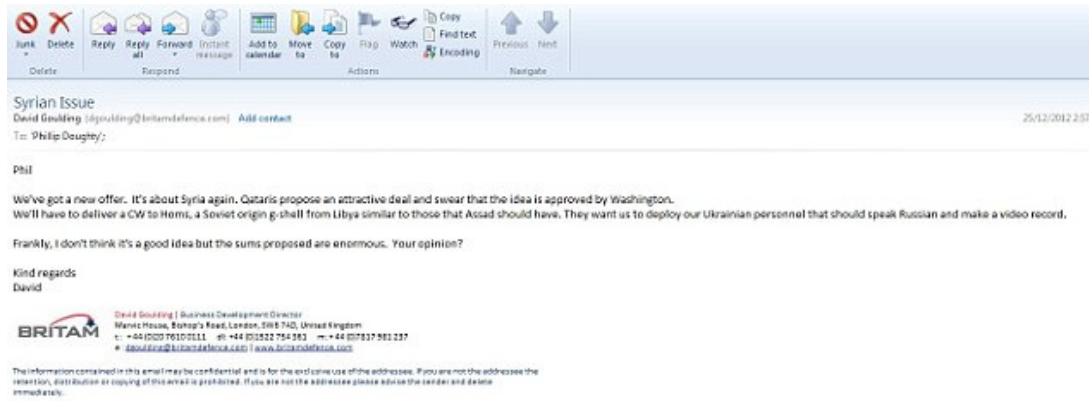 Junk
Delete
Reply
Reply all
Forward
Instant message
Add to calendar
Move to
Copy to
Flag
Watch
Copy
Find text
Encoding
Previous
Next
Delete
Respond
Actions
Navigate
Syrian Issue
David Goulding (dgoulding@britamdefence.com) Add contact
25/12/2012
To: 'Phillip Doughty';
Phil
We've got a new offer. It's about Syria again. Qataris propose an attractive deal and swear that the idea is approved by Washington.
We'll have to deliver a CW to Homs, a Soviet origin g-shell from Libya similar to those that Assad should have. They want us to deploy our Ukrainian personnel that should speak Russian and make a video record.
Frankly, I don't think it's a good idea but the sums proposed are enormous. Your opinion?
Kind regards
David
BRITAM
David Goulding | Business Development Director
Marvic House, Bishop's Road, London, SW6 7AD, United Kingdom
e: dgoulding@britamdefence.com | www.britamdefence.com
The information contained in this email may be confidential and is for the exclusive use of the addressee. If you are not the addressee the
retention, distribution or copying of this email is prohibited. If you are not the addressee please advise the sender and delete
immediately.